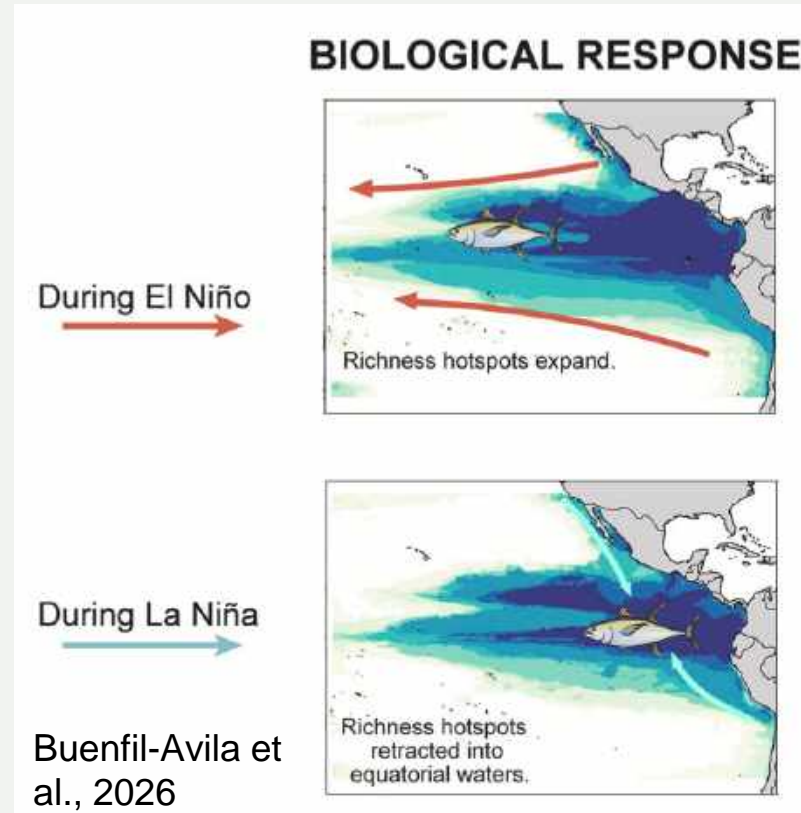 BIOLOGICAL RESPONSE
During El Niño
Richness hotspots expand.
During La Niña
Richness hotspots
retracted into
equatorial waters.
Buenfil-Avila et
al., 2026